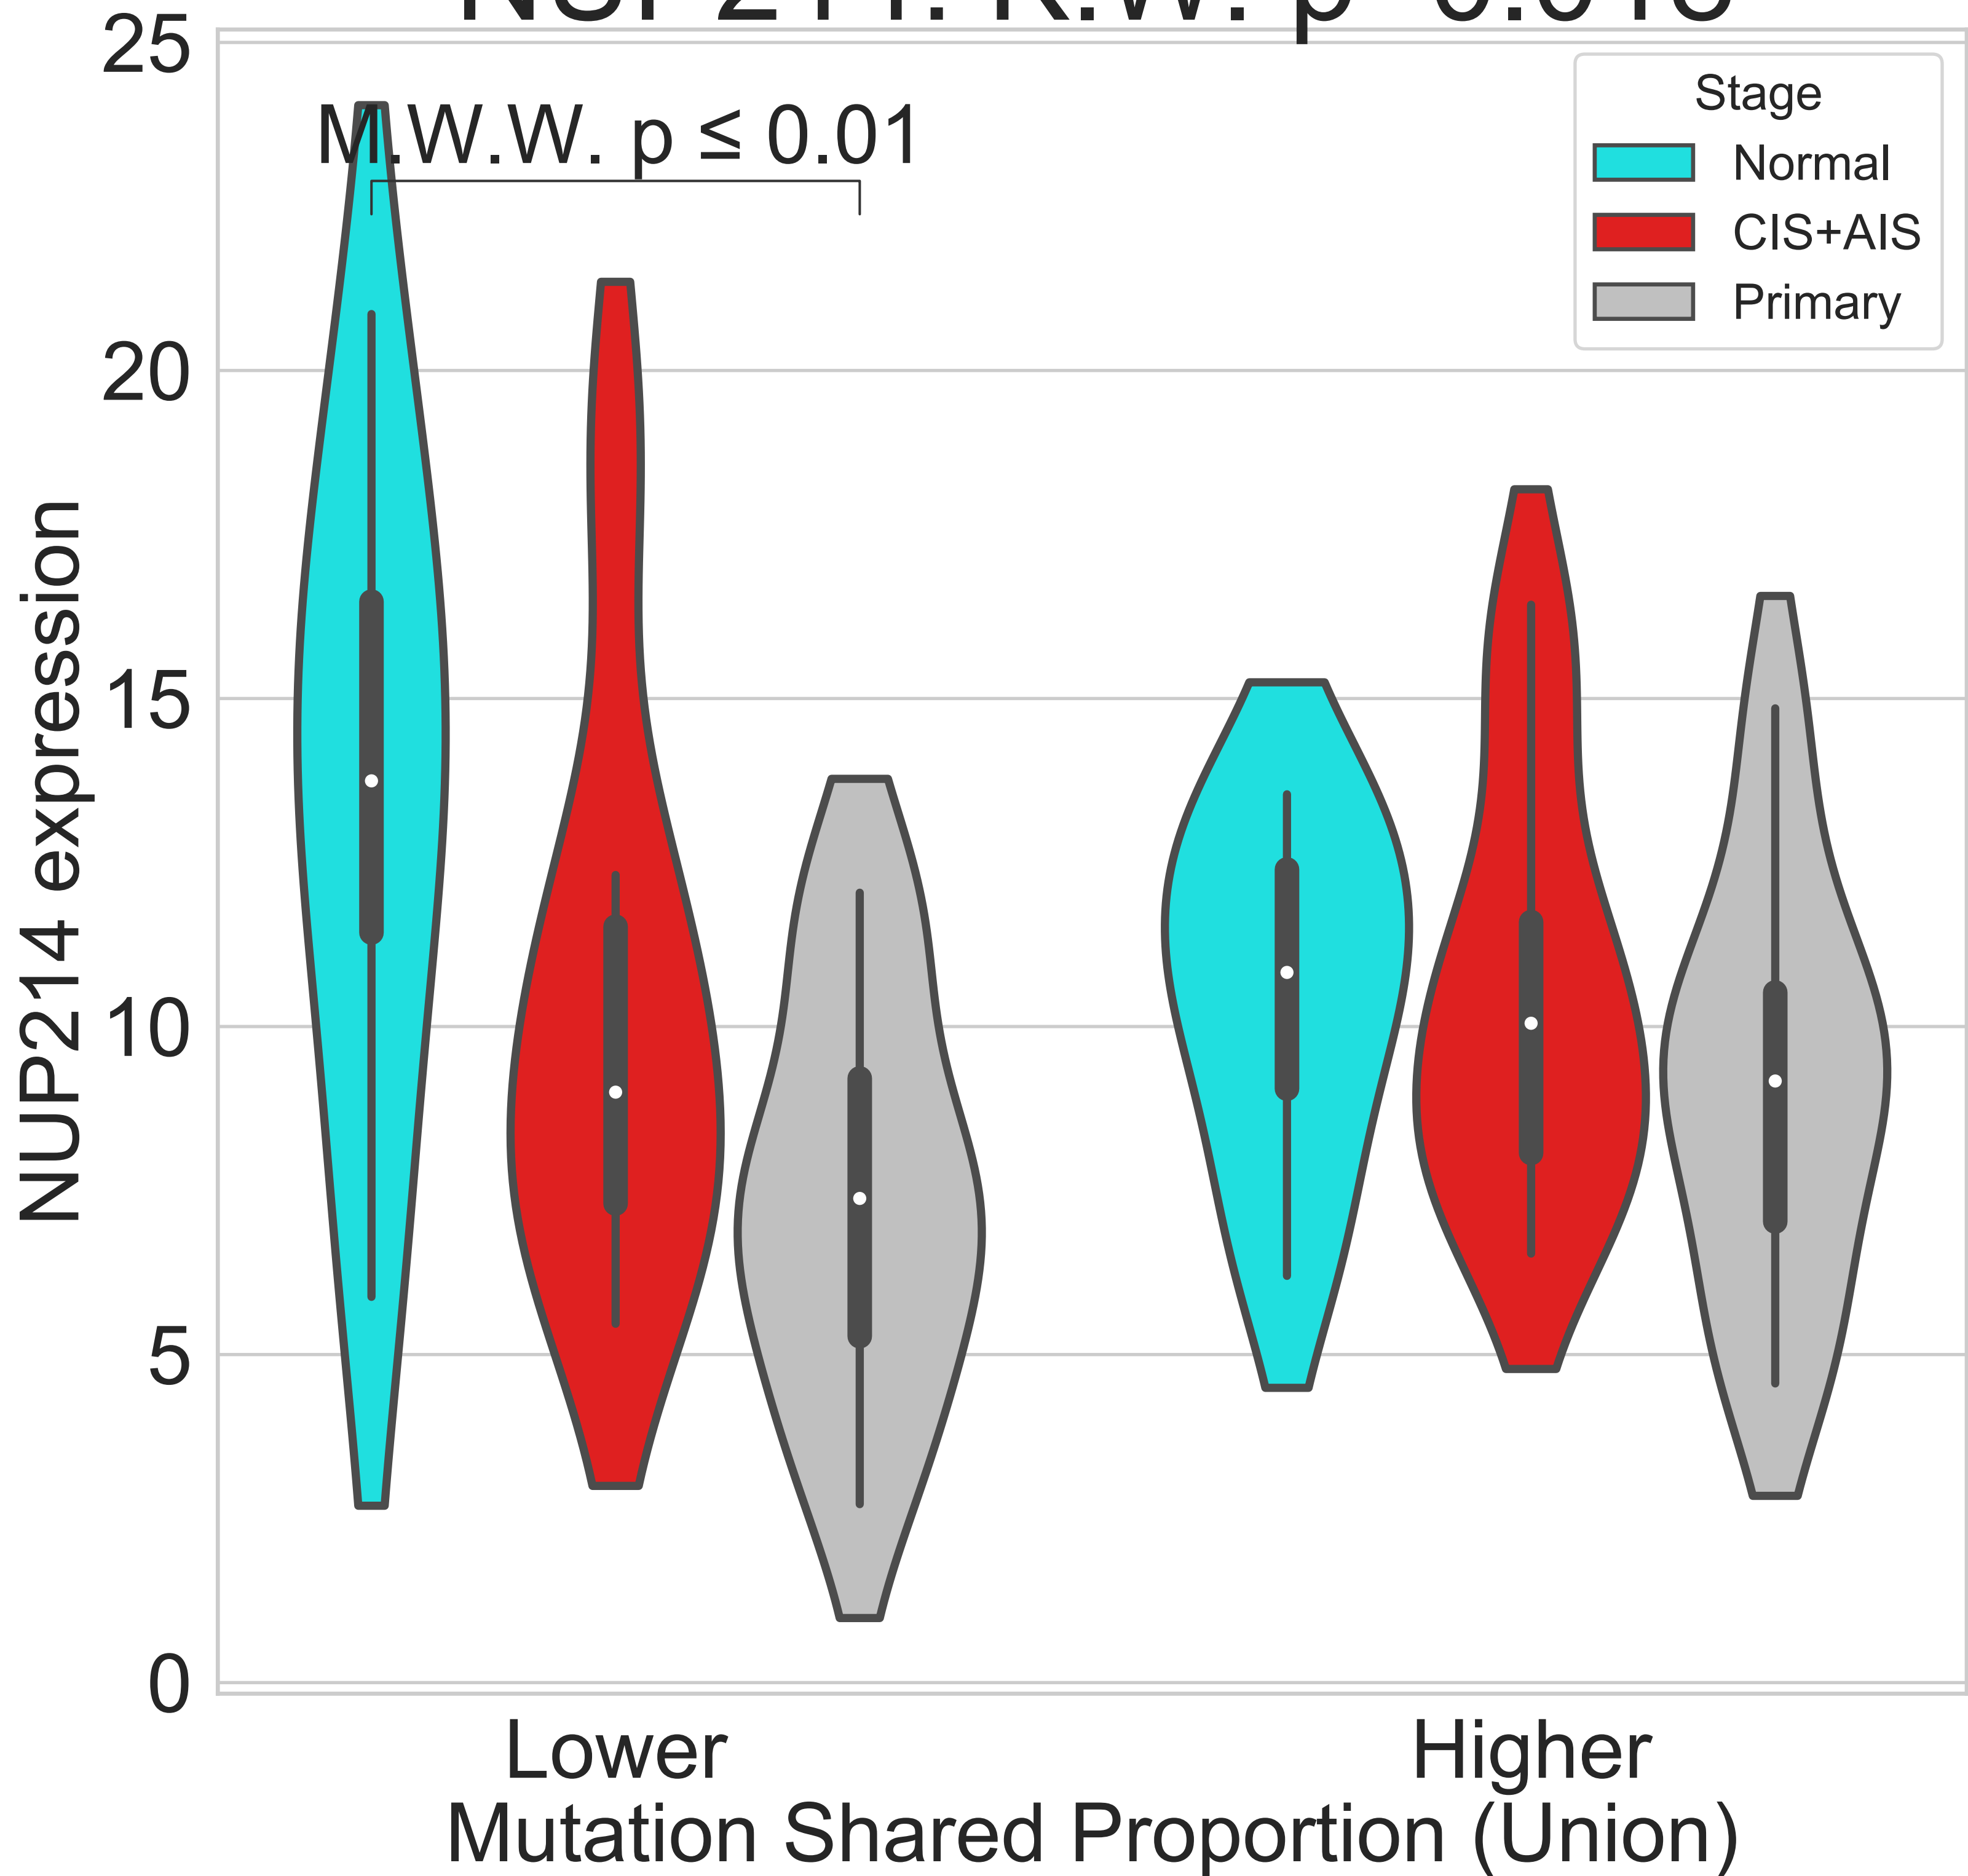 25
M.W.W. p ≤ 0.01
Stage
Normal
CIS+AIS
Primary
20
15
10
5
0
NUP214 expression
Lower
Higher
Mutation Shared Proportion (Union)